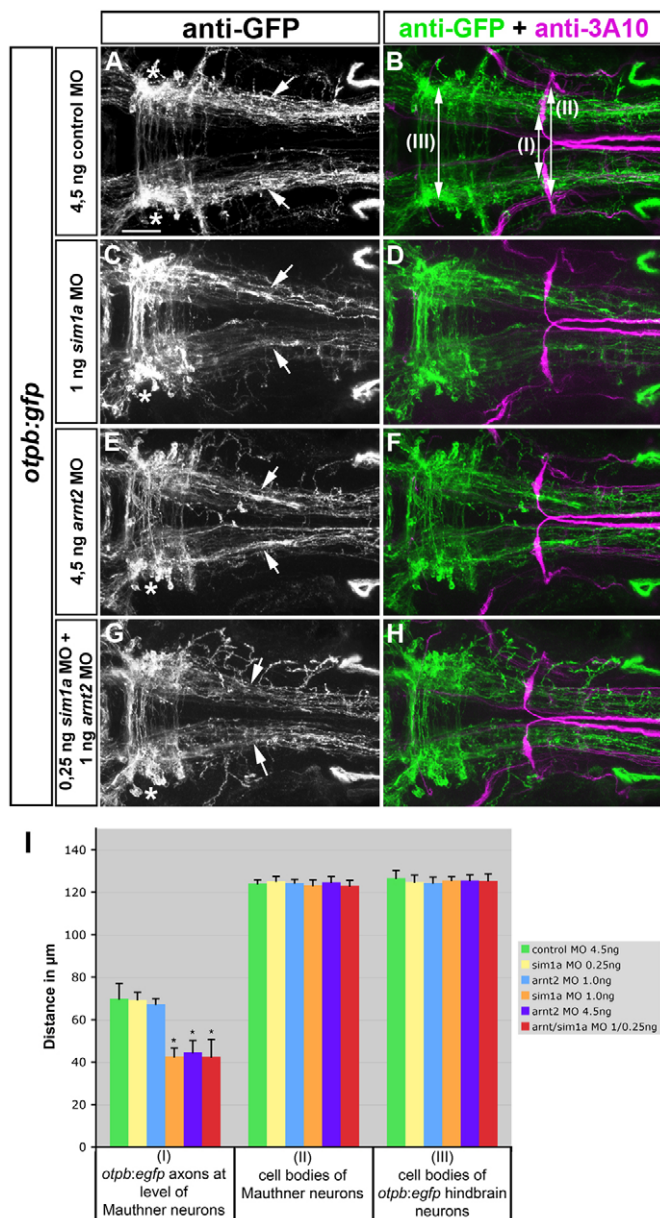 anti-GFP
anti-GFP + anti-3A10
otpb:gfp
4,5 ng control MO
A
*
*
B
(III)
(I)
(II)
1 ng sim1a MO
C
*
D
4,5 ng arnt2 MO
E
*
F
0,25 ng sim1a MO +
1 ng arnt2 MO
G
*
H
I
Distance in µm
140
120
100
80
60
40
20
0
* * *
(I)
otpb:egfp axons at
level of
Mauthner neurons
(II)
cell bodies of
Mauthner neurons
(III)
cell bodies of
otpb:egfp hindbrain
neurons
control MO 4.5ng
sim1a MO 0.25ng
arnt2 MO 1.0ng
sim1a MO 1.0ng
arnt2 MO 4.5ng
arnt/sim1a MO 1/0.25ng